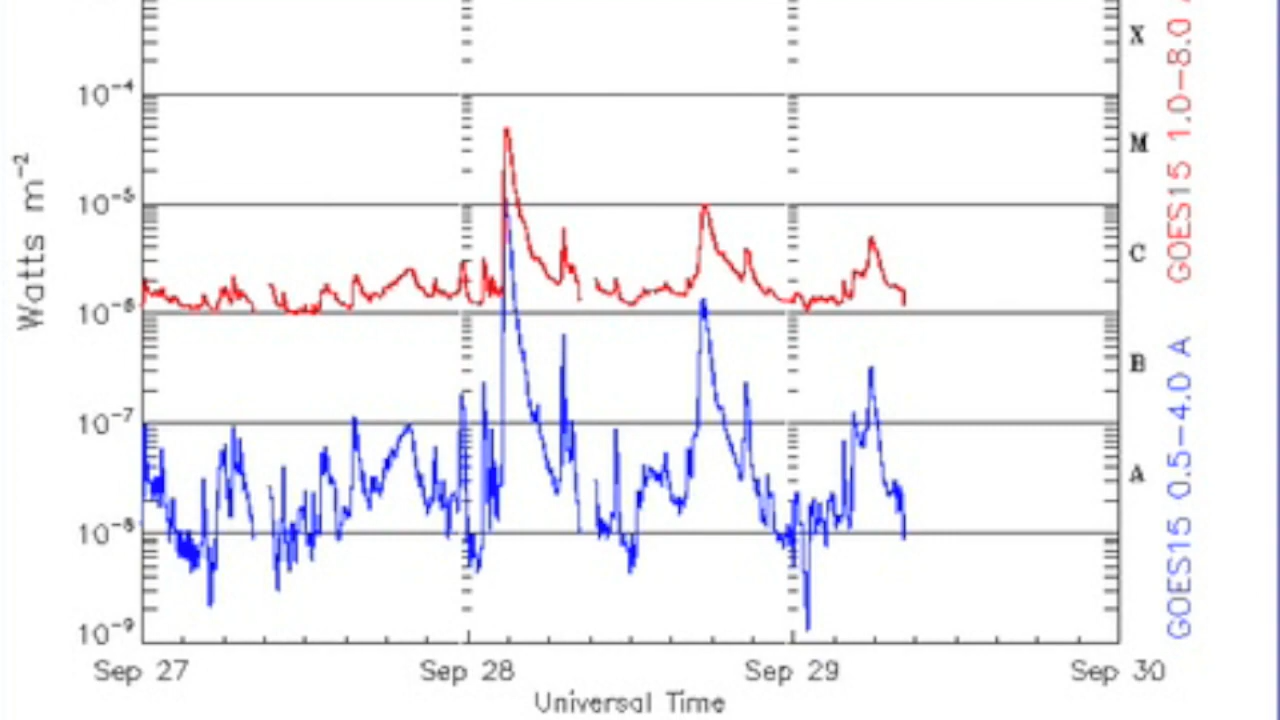 X
10−4
M
10−5
C
10−6
B
10−7
A
10−8
10−9
Watts m−2
Sep 27 Sep 28 Sep 29 Sep 30
Universal Time
GOES15 1.0−8.0
GOES15 0.5−4.0 A